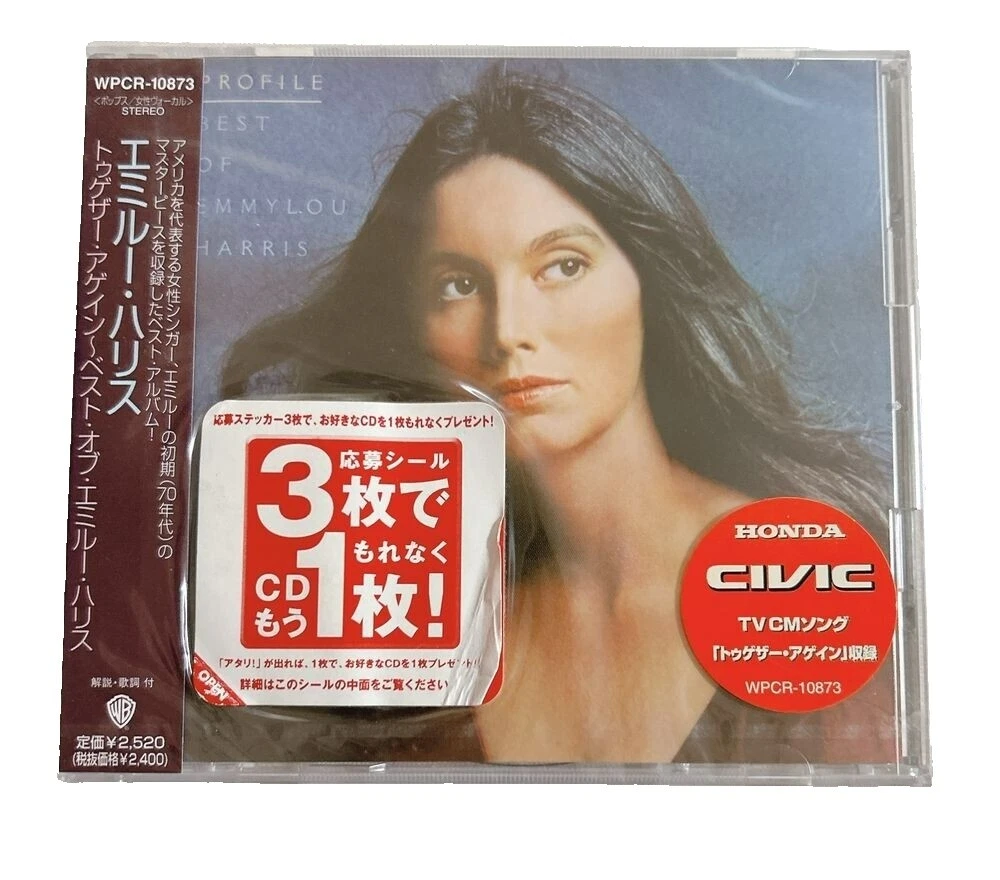 WPCR-10873
<ポップス/女性ヴォーカル>
STEREO
アメリカを代表する女性シンガー、エミルーの初期(70年代)の
マスターピースを収録したベスト・アルバム!
エミルー・ハリス
トゥゲザー・アゲイン〜ベスト・オブ・エミルー・ハリス
解説・歌詞 付
WB
定価¥2,520
(税抜価格¥2,400)
PROFILE
BEST
OF
EMMYLOU
HARRIS
応募ステッカー3枚で、お好きなCDを1枚もれなくプレゼント!
応募シール
3枚で
もれなく
CD
もう1枚!
「アタリ!」が出れば、1枚で、お好きなCDを1枚プレゼント!
詳細はこのシールの中面をご覧ください
OPEN
HONDA
CIVIC
TV CMソング
「トゥゲザー・アゲイン」収録
WPCR-10873